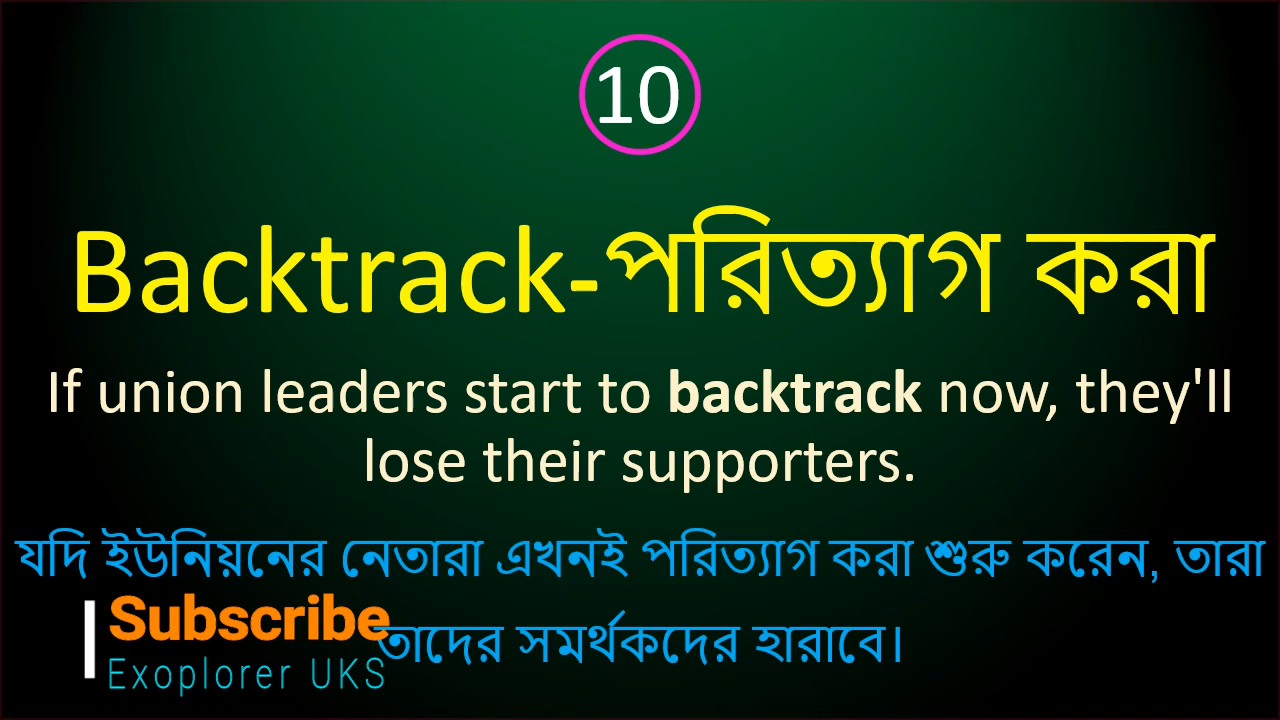 10
Backtrack-পরিত্যাগ করা
If union leaders start to backtrack now, they'll
lose their supporters.
যদি ইউনিয়নের নেতারা এখনই পরিত্যাগ করা শুরু করেন, তারা
তাদের সমর্থকদের হারাবে।
Subscribe
Exoplorer UKS